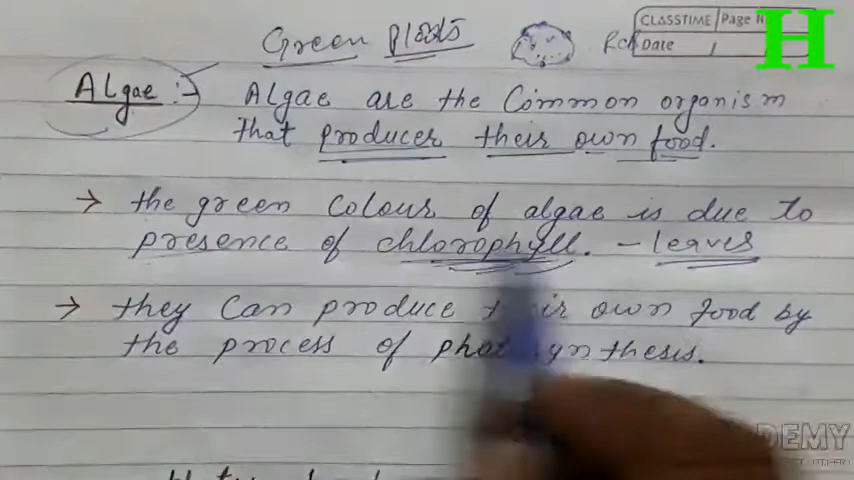 Green Plants
CLASSTIME Page N
Date
H
Algae :- Algae are the Common organism
that producer their own food.
→ the green Colour of algae is due to
presence of chlorophyll. - leaves
→ they Can produce their own food by
the process of photosynthesis.
DEMY